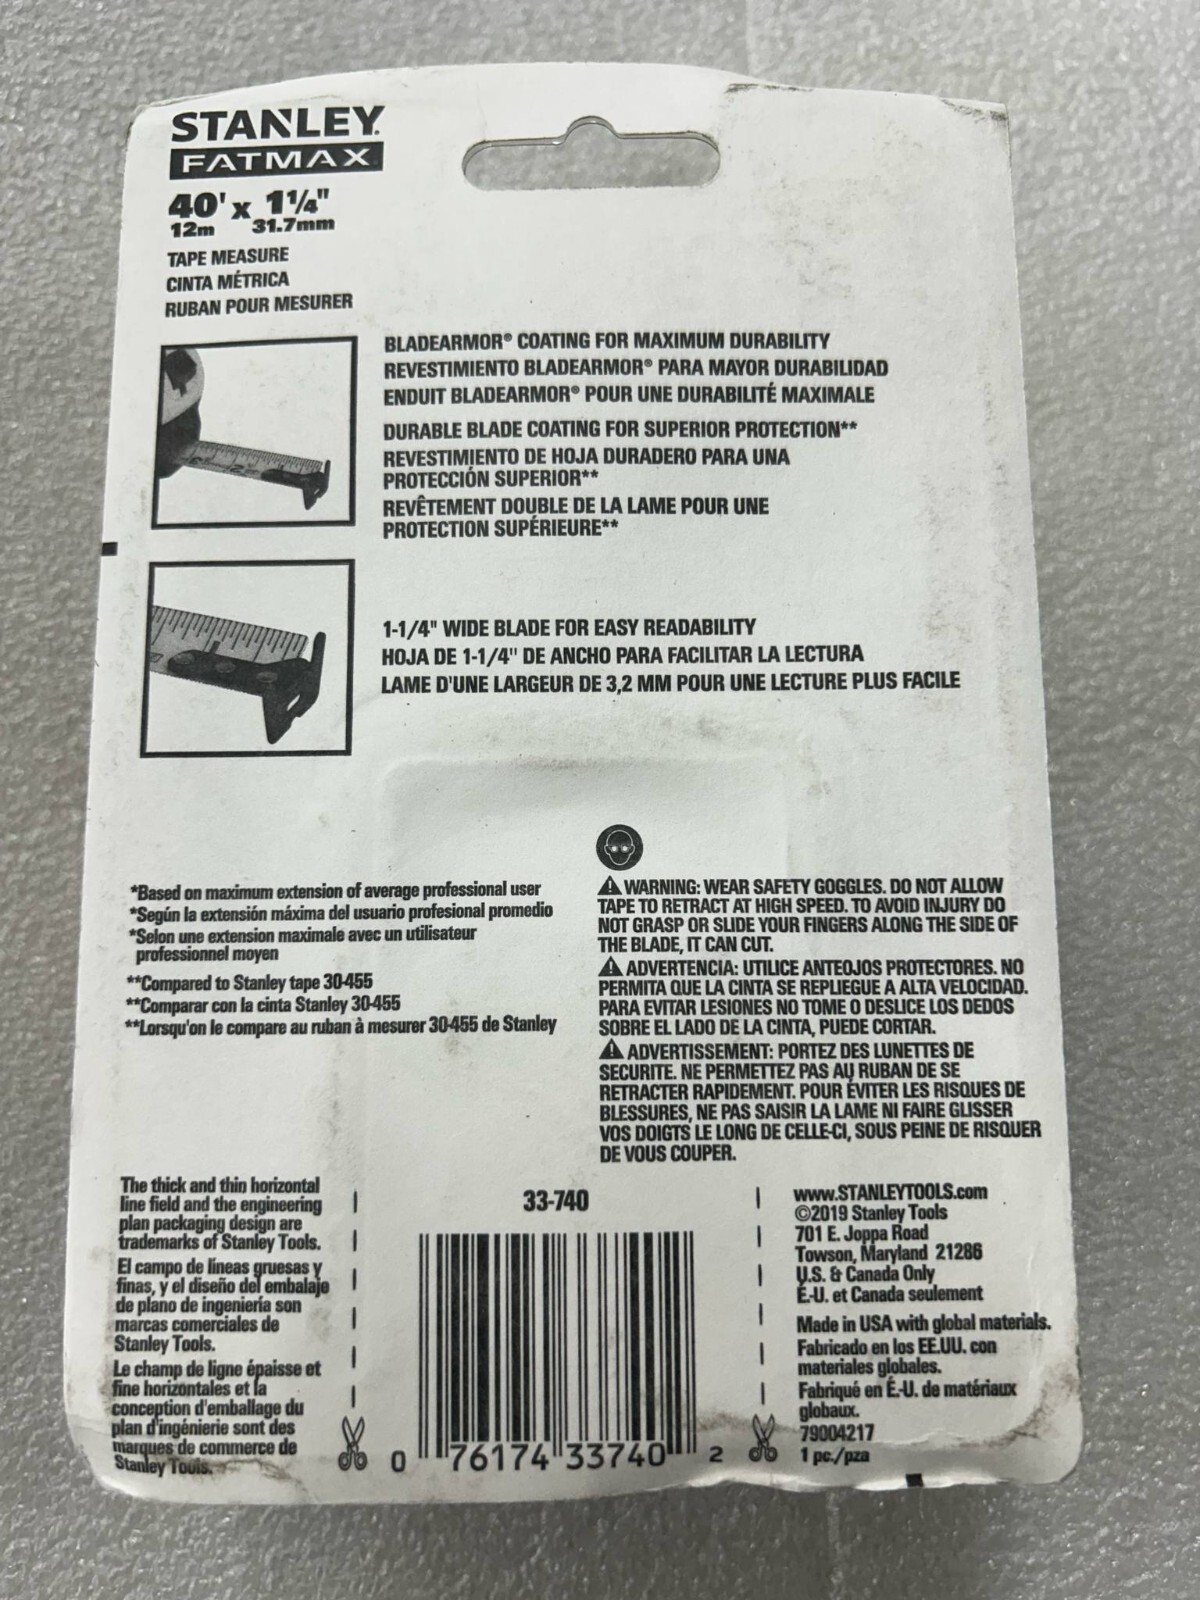 STANLEY.
FATMAX
40' x 1¼"
12m 31.7mm
TAPE MEASURE
CINTA MÉTRICA
RUBAN POUR MESURER
BLADEARMOR® COATING FOR MAXIMUM DURABILITY
REVESTIMIENTO BLADEARMOR® PARA MAYOR DURABILIDAD
ENDUIT BLADEARMOR® POUR UNE DURABILITÉ MAXIMALE
DURABLE BLADE COATING FOR SUPERIOR PROTECTION**
REVESTIMIENTO DE HOJA DURADERO PARA UNA
PROTECCIÓN SUPERIOR**
REVÊTEMENT DOUBLE DE LA LAME POUR UNE
PROTECTION SUPÉRIEURE**
1-1/4" WIDE BLADE FOR EASY READABILITY
HOJA DE 1-1/4" DE ANCHO PARA FACILITAR LA LECTURA
LAME D'UNE LARGEUR DE 3,2 MM POUR UNE LECTURE PLUS FACILE
*Based on maximum extension of average professional user
*Según la extensión máxima del usuario profesional promedio
*Selon une extension maximale avec un utilisateur
professionnel moyen
**Compared to Stanley tape 30-455
**Comparar con la cinta Stanley 30-455
**Lorsqu'on le compare au ruban à mesurer 30-455 de Stanley
WARNING: WEAR SAFETY GOGGLES. DO NOT ALLOW
TAPE TO RETRACT AT HIGH SPEED. TO AVOID INJURY DO
NOT GRASP OR SLIDE YOUR FINGERS ALONG THE SIDE OF
THE BLADE, IT CAN CUT.
ADVERTENCIA: UTILICE ANTEOJOS PROTECTORES. NO
PERMITA QUE LA CINTA SE REPLIEGUE A ALTA VELOCIDAD.
PARA EVITAR LESIONES NO TOME O DESLICE LOS DEDOS
SOBRE EL LADO DE LA CINTA, PUEDE CORTAR.
ADVERTISSEMENT: PORTEZ DES LUNETTES DE
SECURITE. NE PERMETTEZ PAS AU RUBAN DE SE
RETRACTER RAPIDEMENT. POUR ÉVITER LES RISQUES DE
BLESSURES, NE PAS SAISIR LA LAME NI FAIRE GLISSER
VOS DOIGTS LE LONG DE CELLE-CI, SOUS PEINE DE RISQUER
DE VOUS COUPER.
The thick and thin horizontal
line field and the engineering
plan packaging design are
trademarks of Stanley Tools.
El campo de líneas gruesas y
finas, y el diseño del embalaje
de plano de ingeniería son
marcas comerciales de
Stanley Tools.
Le champ de ligne épaisse et
fine horizontales et la
conception d'emballage du
plan d'ingénierie sont des
marques de commerce de
Stanley Tools.
33-740
0 76174 33740 2
www.STANLEYTOOLS.com
©2019 Stanley Tools
701 E. Joppa Road
Towson, Maryland 21286
U.S. & Canada Only
É.-U. et Canada seulement
Made in USA with global materials.
Fabricado en los EE.UU. con
materiales globales.
Fabriqué en É.-U. de matériaux
globaux.
79004217
1 pc./pza